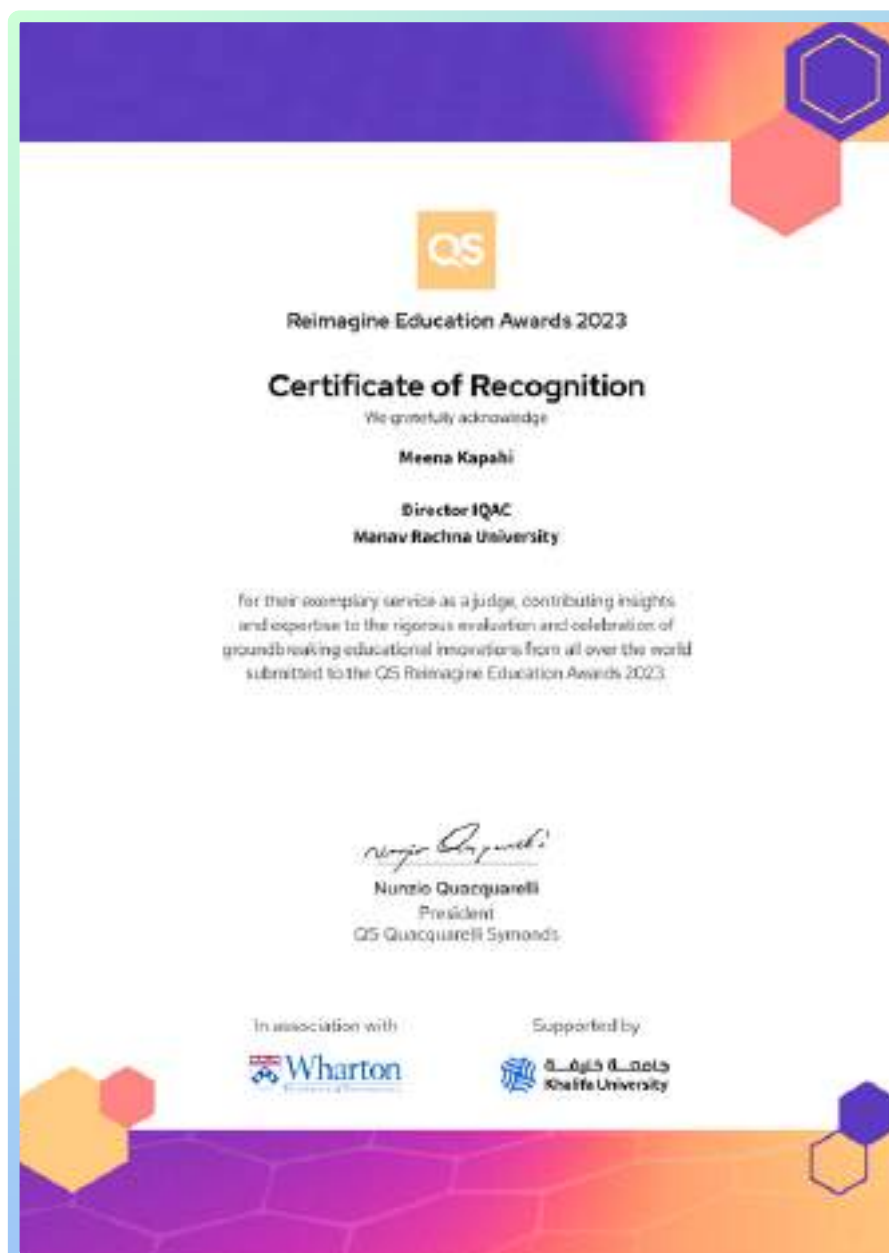 QS
Reimagine Education Awards 2023
Certificate of Recognition
We gratefully acknowledge
Meena Kapahi
Director IQAC
Manav Rachna University
for their exemplary service as a judge, contributing insights
and expertise to the rigorous evaluation and celebration of
groundbreaking educational innovations from all over the world
submitted to the QS Reimagine Education Awards 2023
Nunzio Quacquarelli
President
QS Quacquarelli Symonds
In association with
Supported by
Wharton
جامعة خليفة
Khalifa University